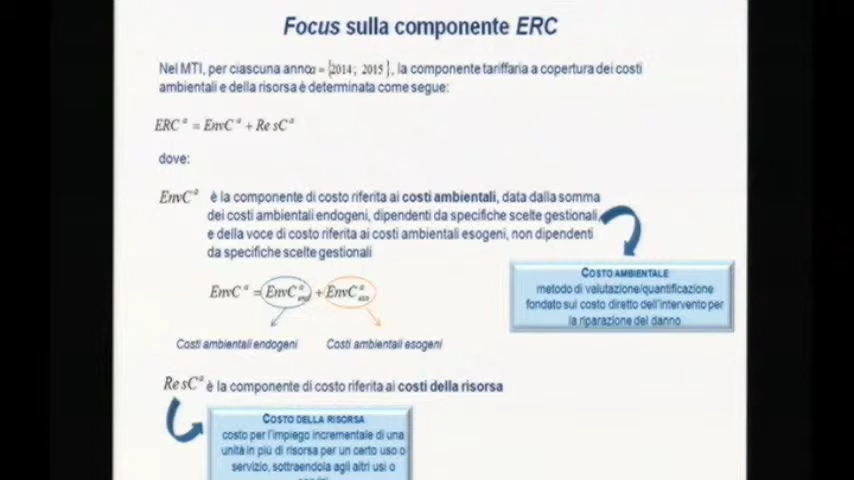 Focus sulla componente ERC
Nel MTI, per ciascuna anno a = {2014; 2015}, la componente tariffaria a copertura dei costi
ambientali e della risorsa è determinata come segue:
ERC^a = EnvC^a + ResC^a
dove:
EnvC^a è la componente di costo riferita ai costi ambientali, data dalla somma
dei costi ambientali endogeni, dipendenti da specifiche scelte gestionali,
e della voce di costo riferita ai costi ambientali esogeni, non dipendenti
da specifiche scelte gestionali
COSTO AMBIENTALE
metodo di valutazione/quantificazione
fondato sul costo diretto dell'intervento per
la riparazione del danno
EnvC^a = EnvC^a_end + EnvC^a_eso
Costi ambientali endogeni Costi ambientali esogeni
ResC^a è la componente di costo riferita ai costi della risorsa
COSTO DELLA RISORSA
costo per l'impiego incrementale di una
unità in più di risorsa per un certo uso o
servizio, sottraendola agli altri usi o